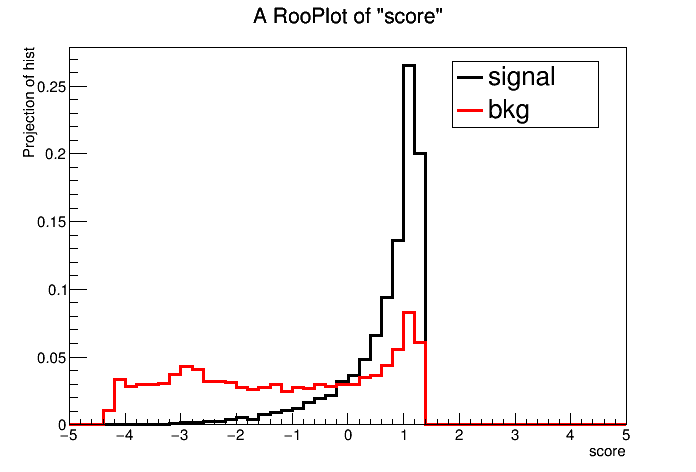 A RooPlot of "score"
Projection of hist
0.25
0.2
0.15
0.1
0.05
0
signal
bkg
−5 −4 −3 −2 −1 0 1 2 3 4 5
score